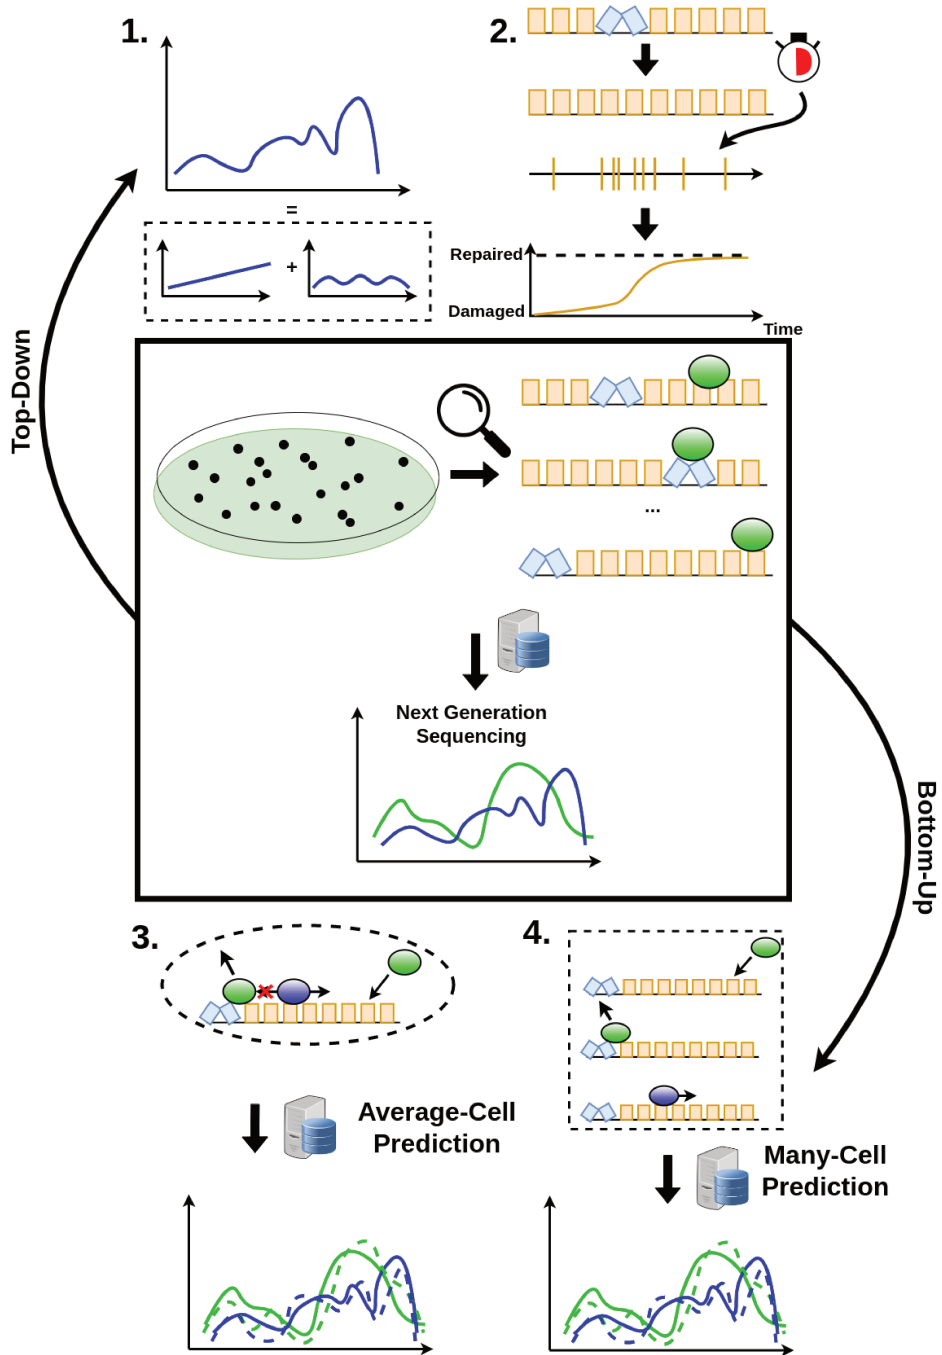 1.
2.
=
+
Repaired
Damaged
Time
Top-Down
...
Next Generation
Sequencing
Bottom-Up
3.
4.
Average-Cell
Prediction
Many-Cell
Prediction